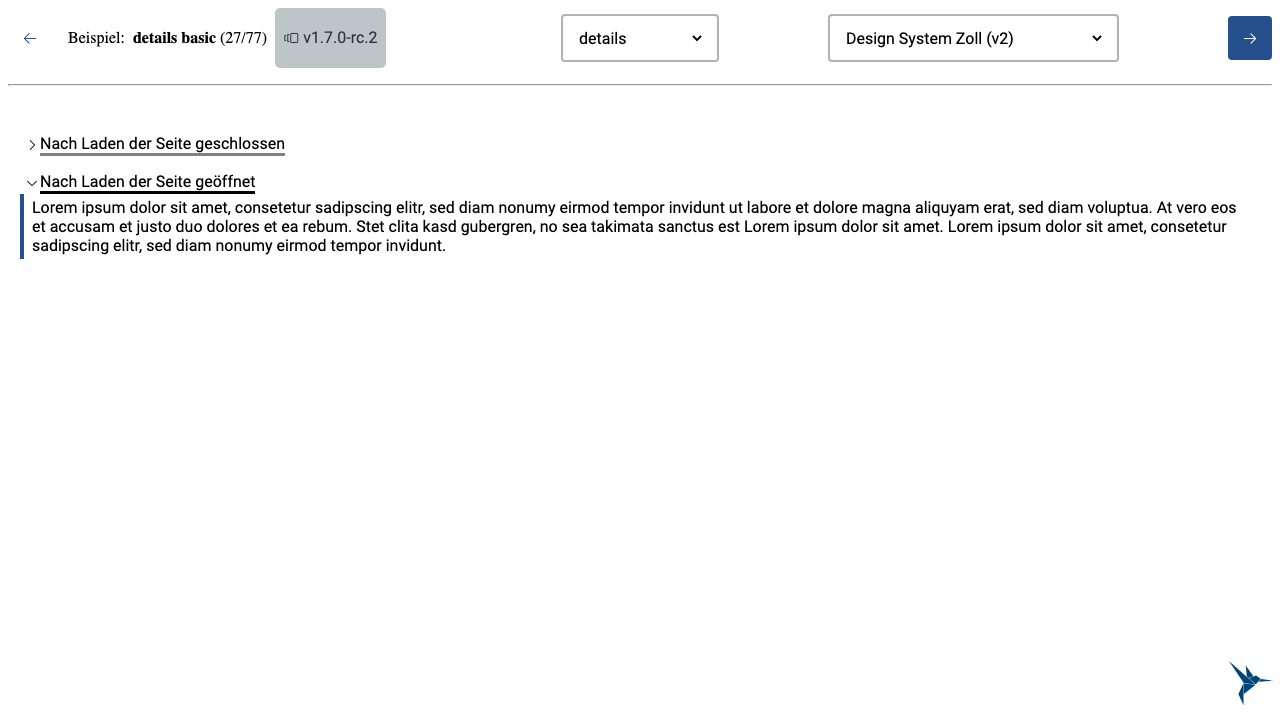 Beispiel: details basic (27/77) v1.7.0-rc.2 details Design System Zoll (v2)
Nach Laden der Seite geschlossen
Nach Laden der Seite geöffnet
Lorem ipsum dolor sit amet, consetetur sadipscing elitr, sed diam nonumy eirmod tempor invidunt ut labore et dolore magna aliquyam erat, sed diam voluptua. At vero eos
et accusam et justo duo dolores et ea rebum. Stet clita kasd gubergren, no sea takimata sanctus est Lorem ipsum dolor sit amet. Lorem ipsum dolor sit amet, consetetur
sadipscing elitr, sed diam nonumy eirmod tempor invidunt.